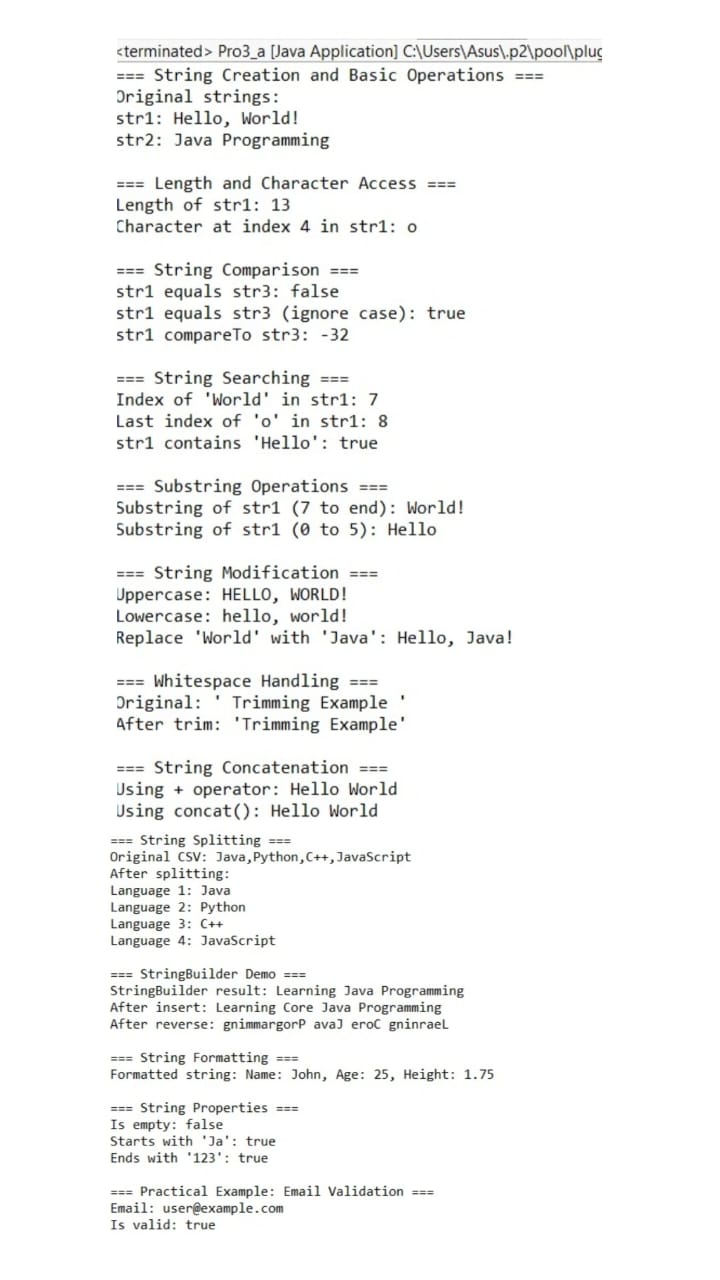 <terminated> Pro3_a [Java Application] C:\Users\Asus\.p2\pool\plug
=== String Creation and Basic Operations ===
Original strings:
str1: Hello, World!
str2: Java Programming
=== Length and Character Access ===
Length of str1: 13
Character at index 4 in str1: o
=== String Comparison ===
str1 equals str3: false
str1 equals str3 (ignore case): true
str1 compareTo str3: -32
=== String Searching ===
Index of 'World' in str1: 7
Last index of 'o' in str1: 8
str1 contains 'Hello': true
=== Substring Operations ===
Substring of str1 (7 to end): World!
Substring of str1 (0 to 5): Hello
=== String Modification ===
Uppercase: HELLO, WORLD!
Lowercase: hello, world!
Replace 'World' with 'Java': Hello, Java!
=== Whitespace Handling ===
Original: ' Trimming Example '
After trim: 'Trimming Example'
=== String Concatenation ===
Using + operator: Hello World
Using concat(): Hello World
=== String Splitting ===
Original CSV: Java,Python,C++,JavaScript
After splitting:
Language 1: Java
Language 2: Python
Language 3: C++
Language 4: JavaScript
=== StringBuilder Demo ===
StringBuilder result: Learning Java Programming
After insert: Learning Core Java Programming
After reverse: gnimmargorP avaJ eroC gninraeL
=== String Formatting ===
Formatted string: Name: John, Age: 25, Height: 1.75
=== String Properties ===
Is empty: false
Starts with 'Ja': true
Ends with '123': true
=== Practical Example: Email Validation ===
Email: user@example.com
Is valid: true